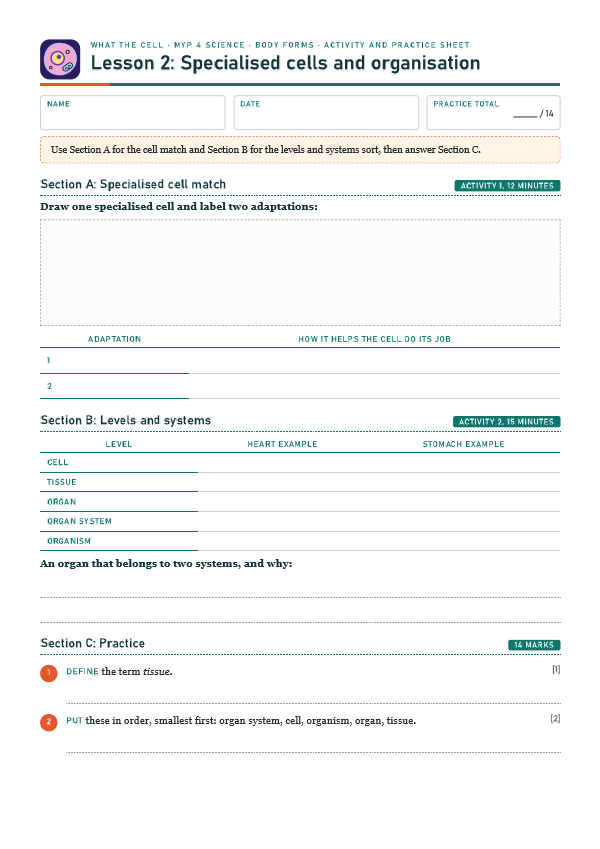 WHAT THE CELL · MYP 4 SCIENCE · BODY FORMS · ACTIVITY AND PRACTICE SHEET
Lesson 2: Specialised cells and organisation
NAME
DATE
PRACTICE TOTAL
_____ / 14
Use Section A for the cell match and Section B for the levels and systems sort, then answer Section C.
Section A: Specialised cell match
ACTIVITY 1, 12 MINUTES
Draw one specialised cell and label two adaptations:
ADAPTATION HOW IT HELPS THE CELL DO ITS JOB
1
2
Section B: Levels and systems
ACTIVITY 2, 15 MINUTES
LEVEL HEART EXAMPLE STOMACH EXAMPLE
CELL
TISSUE
ORGAN
ORGAN SYSTEM
ORGANISM
An organ that belongs to two systems, and why:
Section C: Practice
14 MARKS
1 DEFINE the term tissue. [1]
2 PUT these in order, smallest first: organ system, cell, organism, organ, tissue. [2]